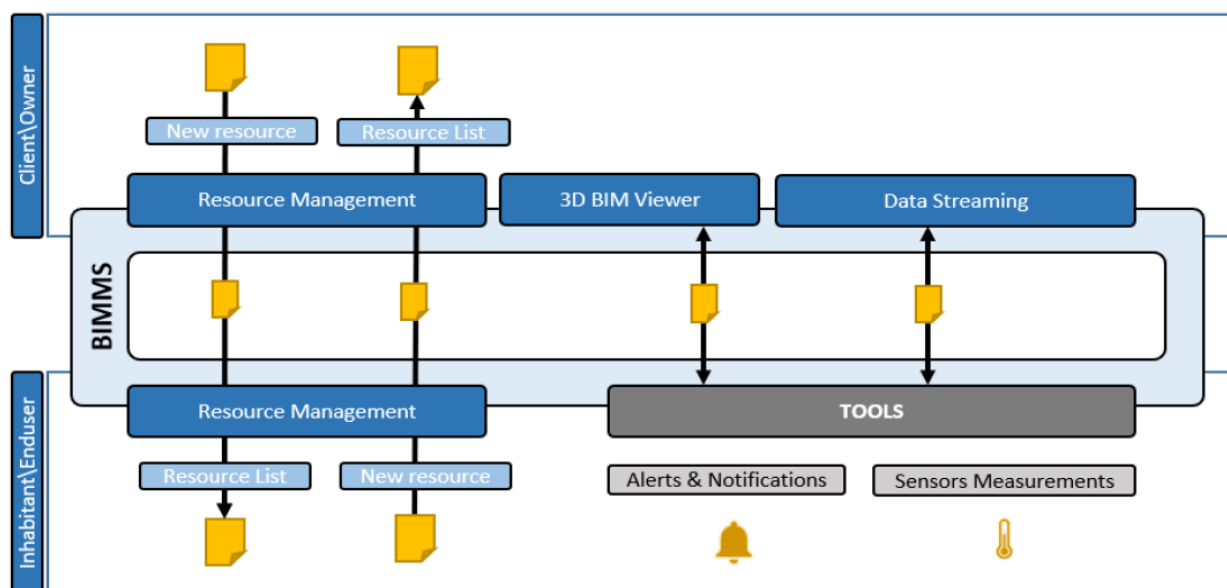 Client\Owner
New resource
Resource List
Resource Management
3D BIM Viewer
Data Streaming
BIMMS
Resource Management
TOOLS
Inhabitant\Enduser
Resource List
New resource
Alerts & Notifications
Sensors Measurements